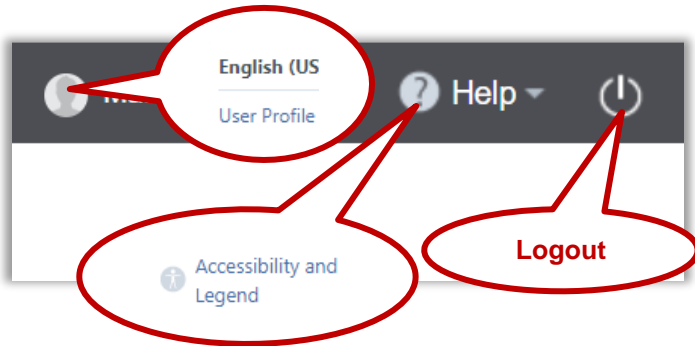 English (US
User Profile
? Help
Accessibility and
Legend
Logout